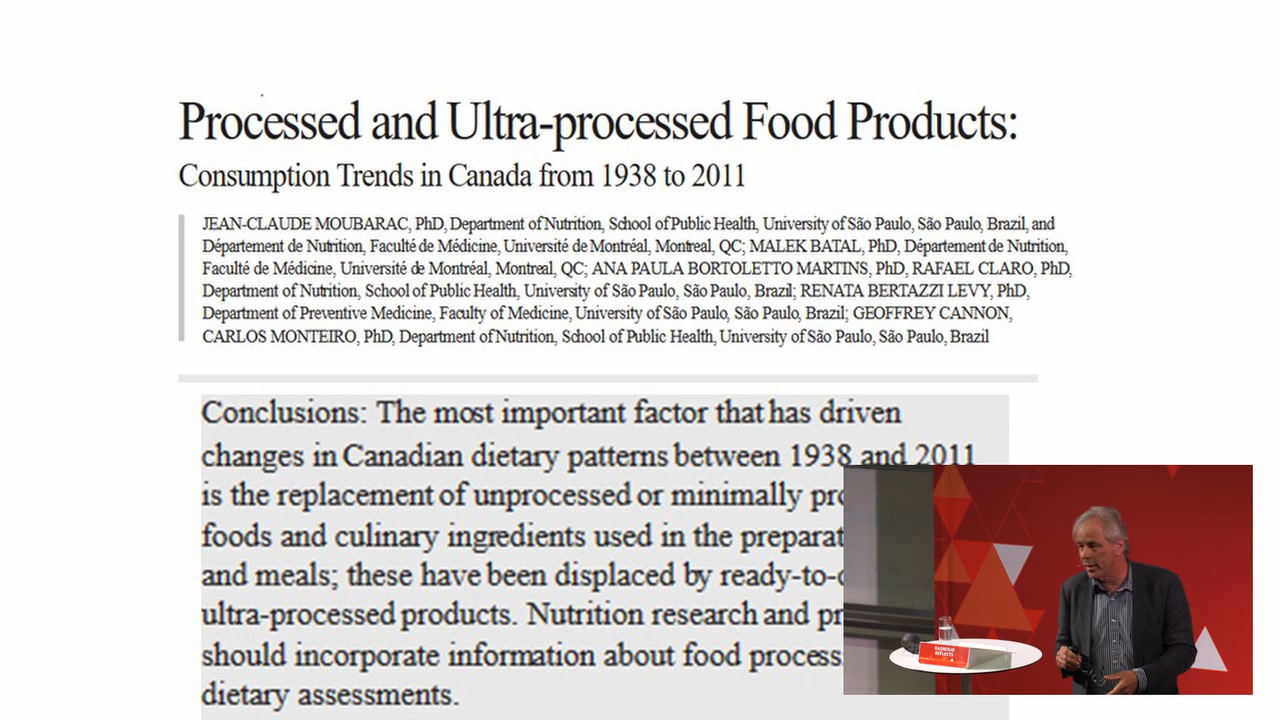 Processed and Ultra-processed Food Products:
Consumption Trends in Canada from 1938 to 2011
JEAN-CLAUDE MOUBARAC, PhD, Department of Nutrition, School of Public Health, University of São Paulo, São Paulo, Brazil, and
Département de Nutrition, Faculté de Médicine, Université de Montréal, Montreal, QC; MALEK BATAL, PhD, Département de Nutrition,
Faculté de Médicine, Université de Montréal, Montreal, QC; ANA PAULA BORTOLETTO MARTINS, PhD, RAFAEL CLARO, PhD,
Department of Nutrition, School of Public Health, University of São Paulo, São Paulo, Brazil; RENATA BERTAZZI LEVY, PhD,
Department of Preventive Medicine, Faculty of Medicine, University of São Paulo, São Paulo, Brazil; GEOFFREY CANNON,
CARLOS MONTEIRO, PhD, Department of Nutrition, School of Public Health, University of São Paulo, São Paulo, Brazil
Conclusions: The most important factor that has driven
changes in Canadian dietary patterns between 1938 and 2011
is the replacement of unprocessed or minimally
foods and culinary ingredients used in the
and meals; these have been displaced by
ultra-processed products. Nutrition research and
should incorporate information about food
dietary assessments.
RADBOUD
REFLECTS